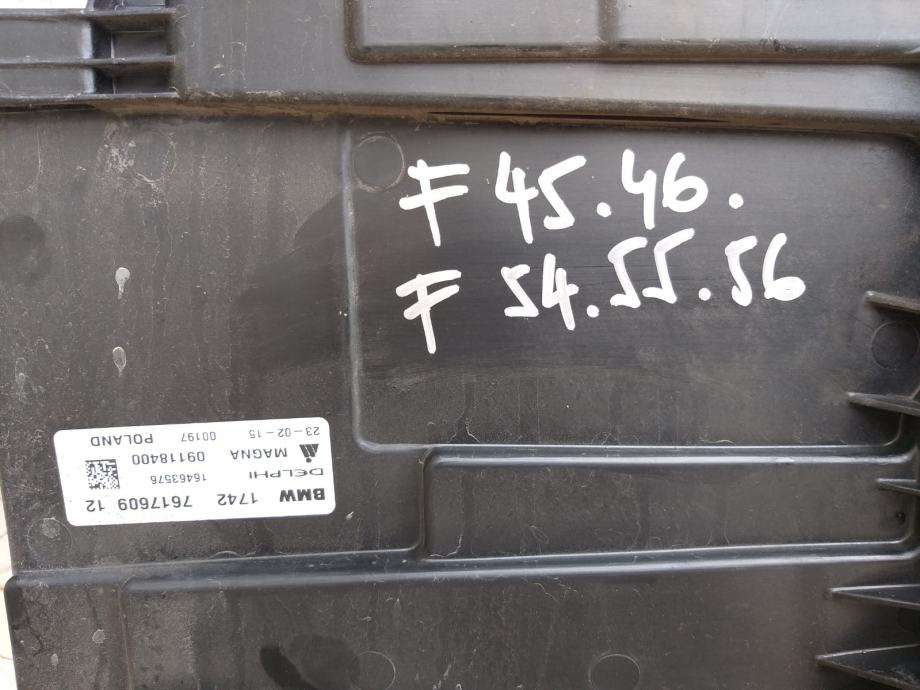 F 45.46.
F 54.55.56
BMW 1742 7617609 12
DELPHI 16463576
MAGNA 09118400
23-02-15 00197 POLAND